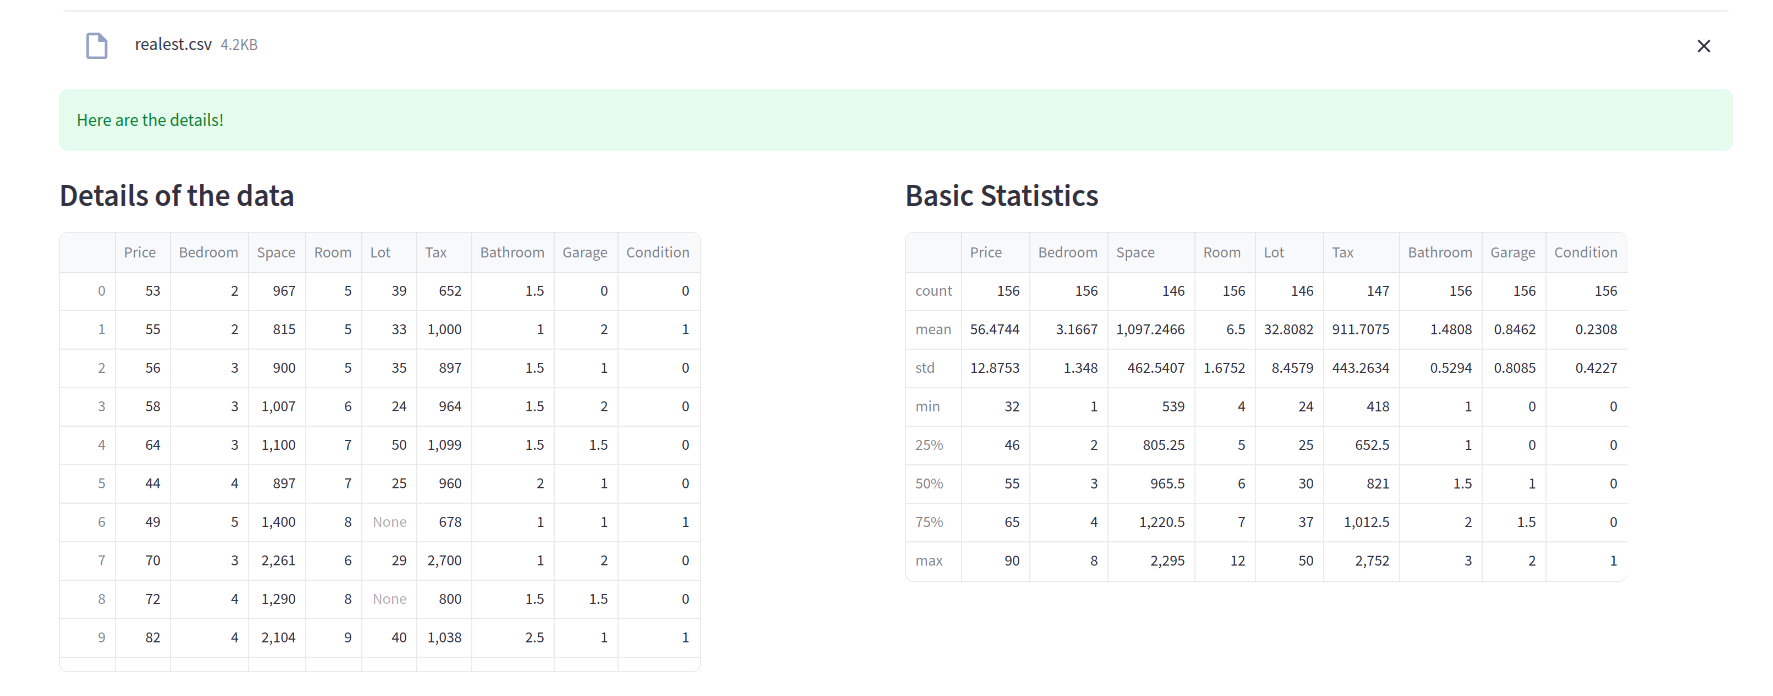 realest.csv 4.2KB
Here are the details!
Details of the data
Price Bedroom Space Room Lot Tax Bathroom Garage Condition
0 53 2 967 5 39 652 1.5 0 0
1 55 2 815 5 33 1,000 1 2 1
2 56 3 900 5 35 897 1.5 1 0
3 58 3 1,007 6 24 964 1.5 2 0
4 64 3 1,100 7 50 1,099 1.5 1.5 0
5 44 4 897 7 25 960 2 1 0
6 49 5 1,400 8 None 678 1 1 1
7 70 3 2,261 6 29 2,700 1 2 0
8 72 4 1,290 8 None 800 1.5 1.5 0
9 82 4 2,104 9 40 1,038 2.5 1 1
Basic Statistics
Price Bedroom Space Room Lot Tax Bathroom Garage Condition
count 156 156 146 156 146 147 156 156 156
mean 56.4744 3.1667 1,097.2466 6.5 32.8082 911.7075 1.4808 0.8462 0.2308
std 12.8753 1.348 462.5407 1.6752 8.4579 443.2634 0.5294 0.8085 0.4227
min 32 1 539 4 24 418 1 0 0
25% 46 2 805.25 5 25 652.5 1 0 0
50% 55 3 965.5 6 30 821 1.5 1 0
75% 65 4 1,220.5 7 37 1,012.5 2 1.5 0
max 90 8 2,295 12 50 2,752 3 2 1